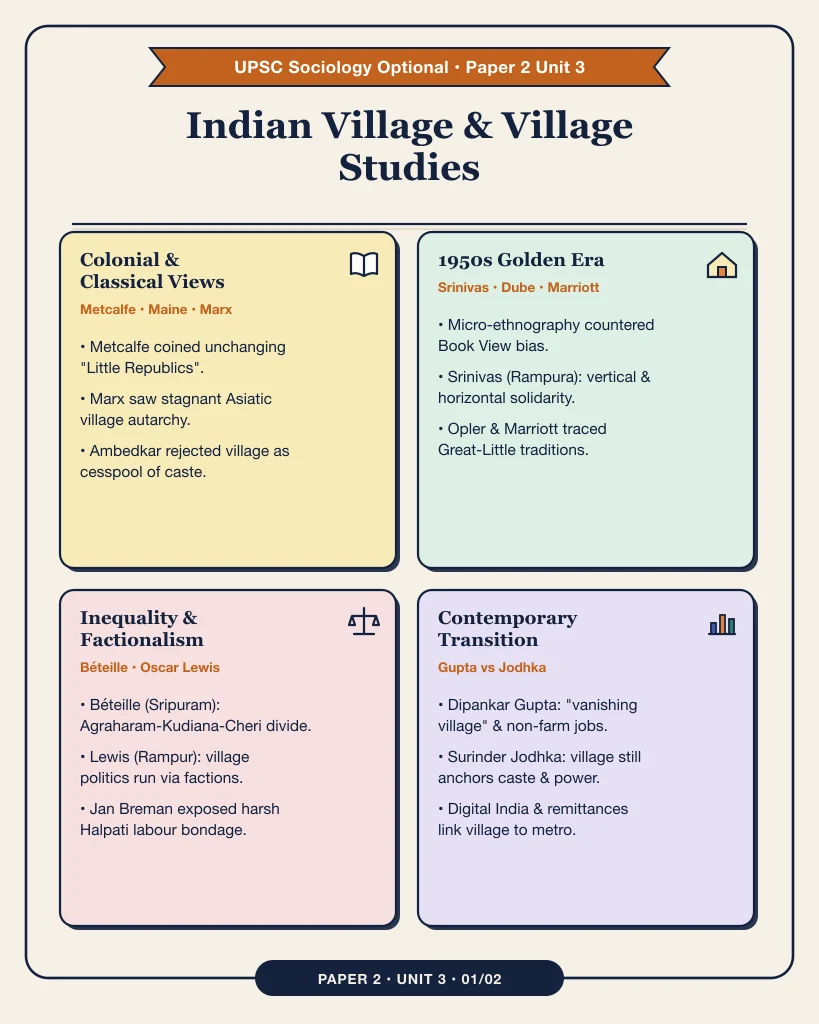 UPSC Sociology Optional • Paper 2 Unit 3
Indian Village & Village
Studies
Colonial &
Classical Views
Metcalfe • Maine • Marx
• Metcalfe coined unchanging
"Little Republics".
• Marx saw stagnant Asiatic
village autarchy.
• Ambedkar rejected village as
cesspool of caste.
1950s Golden Era
Srinivas • Dube • Marriott
• Micro-ethnography countered
Book View bias.
• Srinivas (Rampura): vertical &
horizontal solidarity.
• Opler & Marriott traced
Great-Little traditions.
Inequality &
Factionalism
Béteille • Oscar Lewis
• Béteille (Sripuram):
Agraharam-Kudiana-Cheri divide.
• Lewis (Rampur): village
politics run via factions.
• Jan Breman exposed harsh
Halpati labour bondage.
Contemporary
Transition
Gupta vs Jodhka
• Dipankar Gupta: "vanishing
village" & non-farm jobs.
• Surinder Jodhka: village still
anchors caste & power.
• Digital India & remittances
link village to metro.
PAPER 2 • UNIT 3 • 01/02